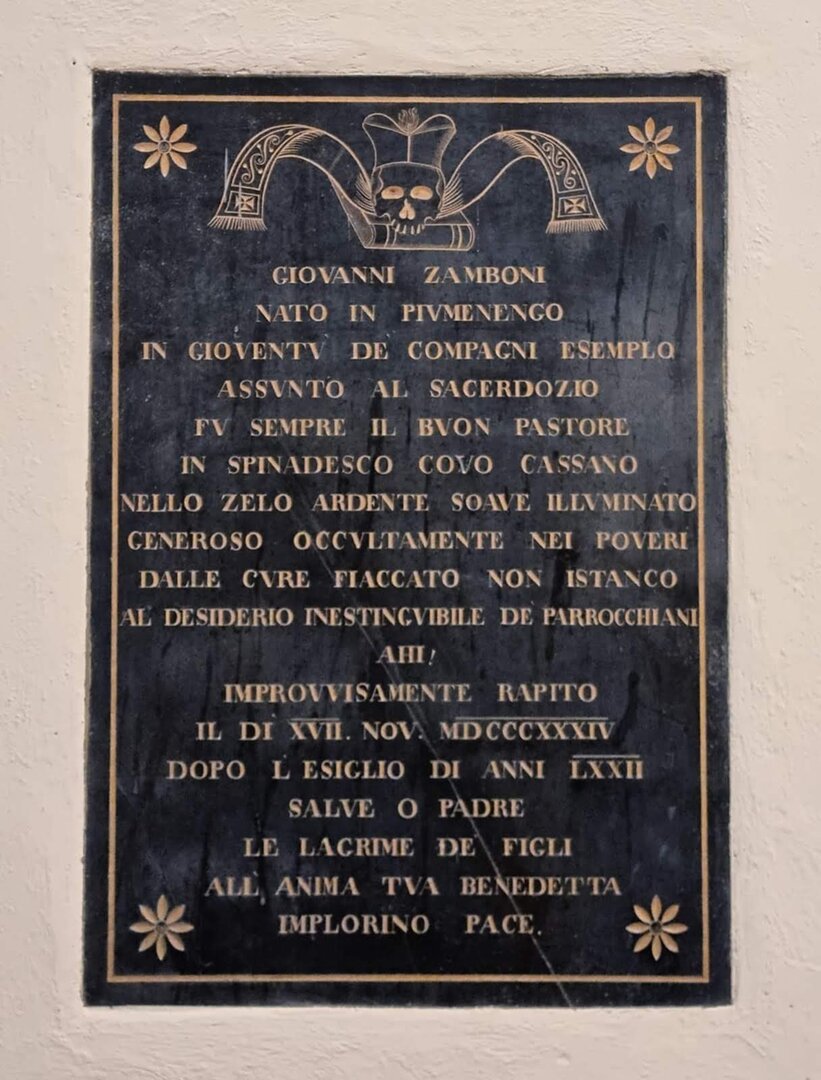 GIOVANNI ZAMBONI
NATO IN PIVMENENGO
IN GIOVENTV DE COMPAGNI ESEMPLO
ASSVNTO AL SACERDOZIO
FV SEMPRE IL BVON PASTORE
IN SPINADESCO COVO CASSANO
NELLO ZELO ARDENTE SOAVE ILLVMINATO
GENEROSO OCCVLTAMENTE NEI POVERI
DALLE CVRE FIACCATO NON ISTANCO
AL DESIDERIO INESTINGVIBILE DE PARROCCHIANI
AHI!
IMPROVVISAMENTE RAPITO
IL DI XVII. NOV. MDCCCXXXIV
DOPO L ESIGLIO DI ANNI LXXII
SALVE O PADRE
LE LAGRIME DE FIGLI
ALL ANIMA TVA BENEDETTA
IMPLORINO PACE.